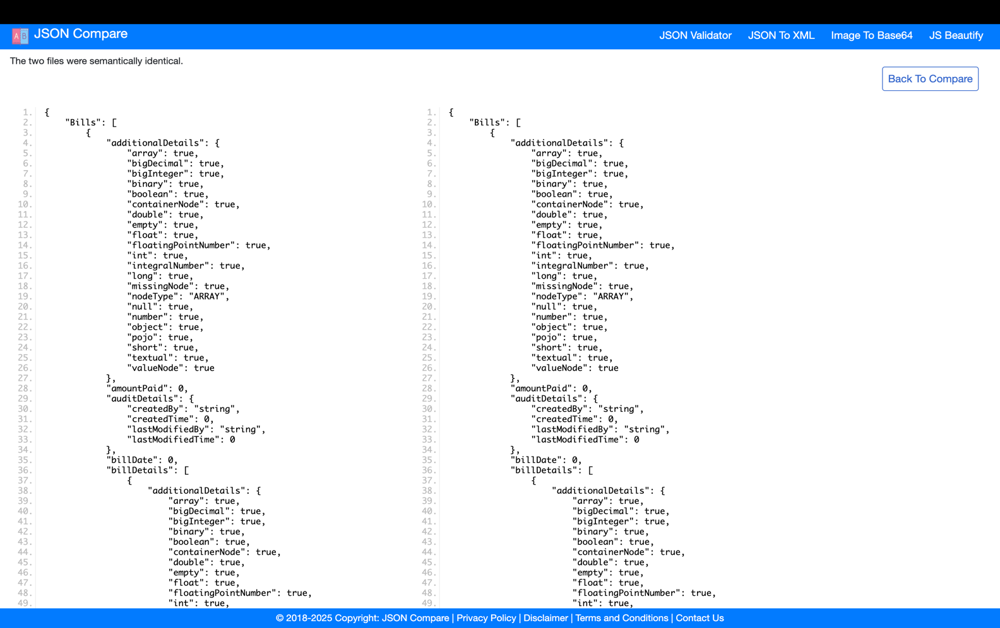 A B JSON Compare
JSON Validator JSON To XML Image To Base64 JS Beautify
The two files were semantically identical.
Back To Compare
1. {
2. "Bills": [
3. {
4. "additionalDetails": {
5. "array": true,
6. "bigDecimal": true,
7. "bigInteger": true,
8. "binary": true,
9. "boolean": true,
10. "containerNode": true,
11. "double": true,
12. "empty": true,
13. "float": true,
14. "floatingPointNumber": true,
15. "int": true,
16. "integralNumber": true,
17. "long": true,
18. "missingNode": true,
19. "nodeType": "ARRAY",
20. "null": true,
21. "number": true,
22. "object": true,
23. "pojo": true,
24. "short": true,
25. "textual": true,
26. "valueNode": true
27. },
28. "amountPaid": 0,
29. "auditDetails": {
30. "createdBy": "string",
31. "createdTime": 0,
32. "lastModifiedBy": "string",
33. "lastModifiedTime": 0
34. },
35. "billDate": 0,
36. "billDetails": [
37. {
38. "additionalDetails": {
39. "array": true,
40. "bigDecimal": true,
41. "bigInteger": true,
42. "binary": true,
43. "boolean": true,
44. "containerNode": true,
45. "double": true,
46. "empty": true,
47. "float": true,
48. "floatingPointNumber": true,
49. "int": true,
1. {
2. "Bills": [
3. {
4. "additionalDetails": {
5. "array": true,
6. "bigDecimal": true,
7. "bigInteger": true,
8. "binary": true,
9. "boolean": true,
10. "containerNode": true,
11. "double": true,
12. "empty": true,
13. "float": true,
14. "floatingPointNumber": true,
15. "int": true,
16. "integralNumber": true,
17. "long": true,
18. "missingNode": true,
19. "nodeType": "ARRAY",
20. "null": true,
21. "number": true,
22. "object": true,
23. "pojo": true,
24. "short": true,
25. "textual": true,
26. "valueNode": true
27. },
28. "amountPaid": 0,
29. "auditDetails": {
30. "createdBy": "string",
31. "createdTime": 0,
32. "lastModifiedBy": "string",
33. "lastModifiedTime": 0
34. },
35. "billDate": 0,
36. "billDetails": [
37. {
38. "additionalDetails": {
39. "array": true,
40. "bigDecimal": true,
41. "bigInteger": true,
42. "binary": true,
43. "boolean": true,
44. "containerNode": true,
45. "double": true,
46. "empty": true,
47. "float": true,
48. "floatingPointNumber": true,
49. "int": true,
© 2018-2025 Copyright: JSON Compare | Privacy Policy | Disclaimer | Terms and Conditions | Contact Us